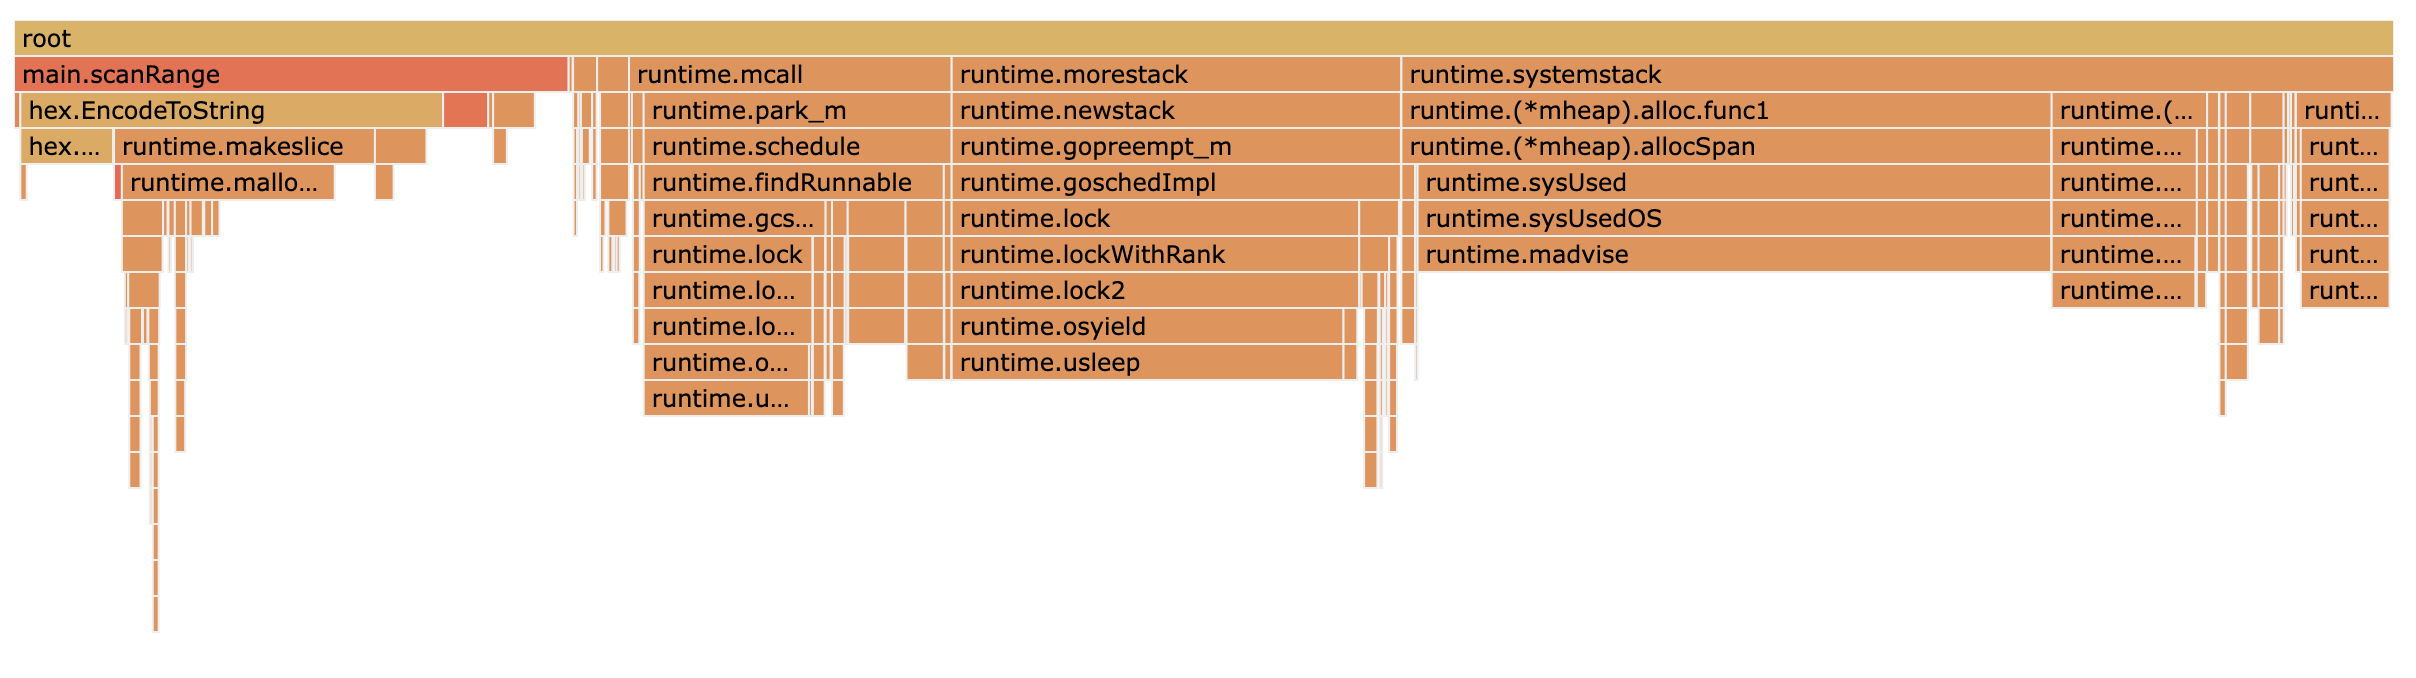 root
main.scanRange runtime.mcall runtime.morestack runtime.systemstack
hex.EncodeToString runtime.park_m runtime.newstack runtime.(*mheap).alloc.func1 runtime.(... runti...
hex.... runtime.makeslice runtime.schedule runtime.gopreempt_m runtime.(*mheap).allocSpan runtime.... runt...
runtime.mallo... runtime.findRunnable runtime.goschedImpl runtime.sysUsed runtime.... runt...
runtime.gcs... runtime.lock runtime.sysUsedOS runtime.... runt...
runtime.lock runtime.lockWithRank runtime.madvise runtime.... runt...
runtime.lo... runtime.lock2 runtime.... runt...
runtime.lo... runtime.osyield
runtime.o... runtime.usleep
runtime.u...